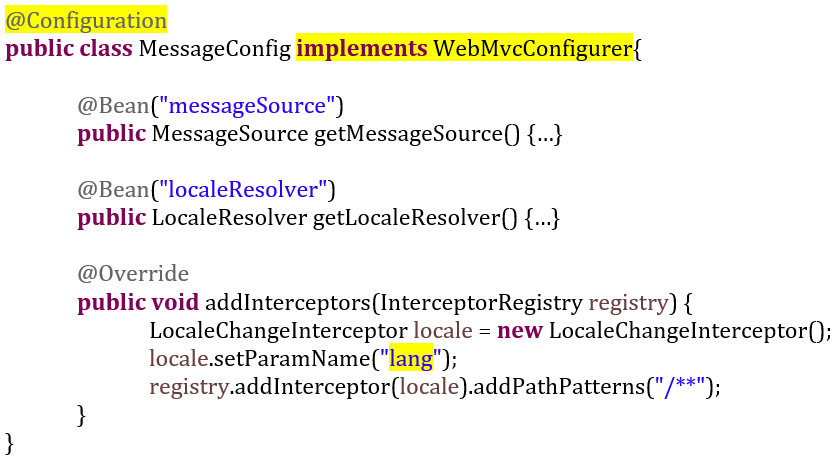 @Configuration
public class MessageConfig implements WebMvcConfigurer{
@Bean("messageSource")
public MessageSource getMessageSource() {...}
@Bean("localeResolver")
public LocaleResolver getLocaleResolver() {...}
@Override
public void addInterceptors(InterceptorRegistry registry) {
LocaleChangeInterceptor locale = new LocaleChangeInterceptor();
locale.setParamName("lang");
registry.addInterceptor(locale).addPathPatterns("/**");
}
}